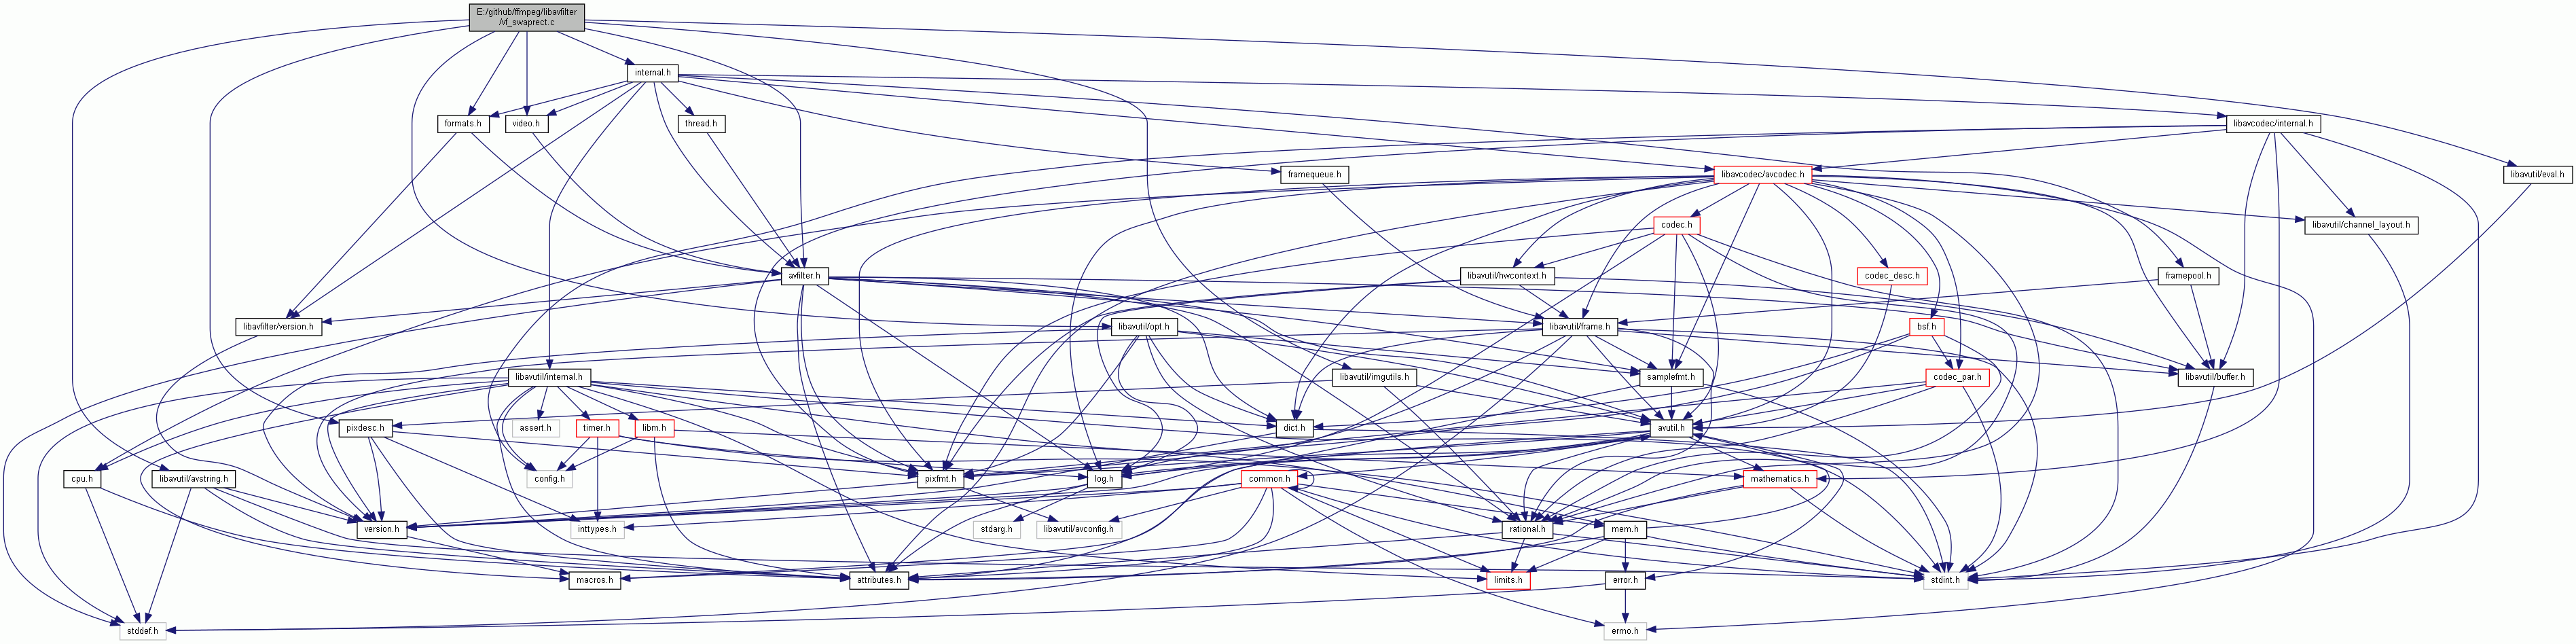 E:/github/ffmpeg/libavfilter
/vf_swaprect.c
internal.h
formats.h
video.h
thread.h
libavcodec/internal.h
framequeue.h
libavcodec/avcodec.h
libavutil/eval.h
codec.h
libavutil/channel_layout.h
avfilter.h
libavutil/hwcontext.h
codec_desc.h
framepool.h
libavfilter/version.h
libavutil/opt.h
libavutil/frame.h
bsf.h
libavutil/internal.h
libavutil/imgutils.h
samplefmt.h
codec_par.h
libavutil/buffer.h
pixdesc.h
assert.h
timer.h
libm.h
dict.h
avutil.h
cpu.h
libavutil/avstring.h
config.h
pixfmt.h
log.h
common.h
mathematics.h
version.h
inttypes.h
stdarg.h
libavutil/avconfig.h
rational.h
mem.h
macros.h
attributes.h
limits.h
error.h
stdint.h
stddef.h
errno.h